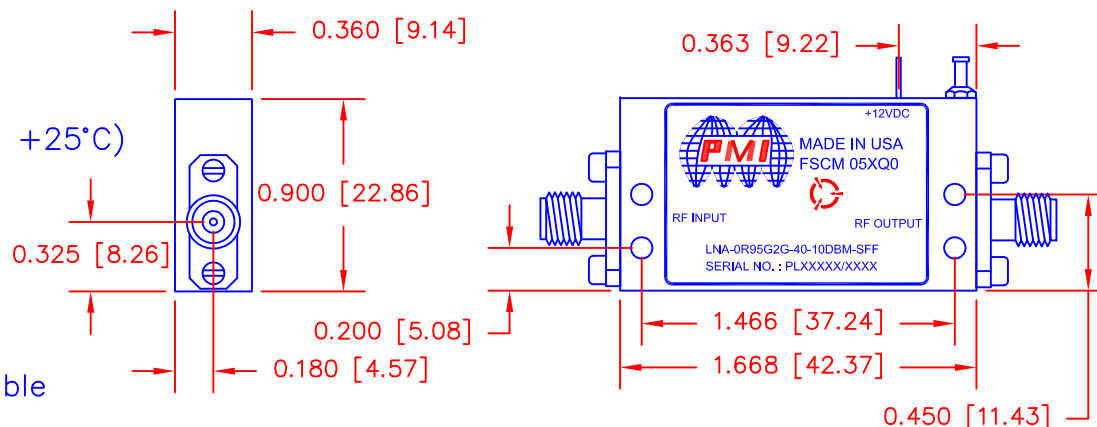 0.360 [9.14]
0.363 [9.22]
+12VDC
+25°C)
PMI
MADE IN USA
FSCM 05XQ0
0.900 [22.86]
RF INPUT
RF OUTPUT
0.325 [8.26]
LNA-0R95G2G-40-10DBM-SFF
SERIAL NO. : PLXXXXX/XXXX
0.200 [5.08]
1.466 [37.24]
0.180 [4.57]
1.668 [42.37]
ble
0.450 [11.43]